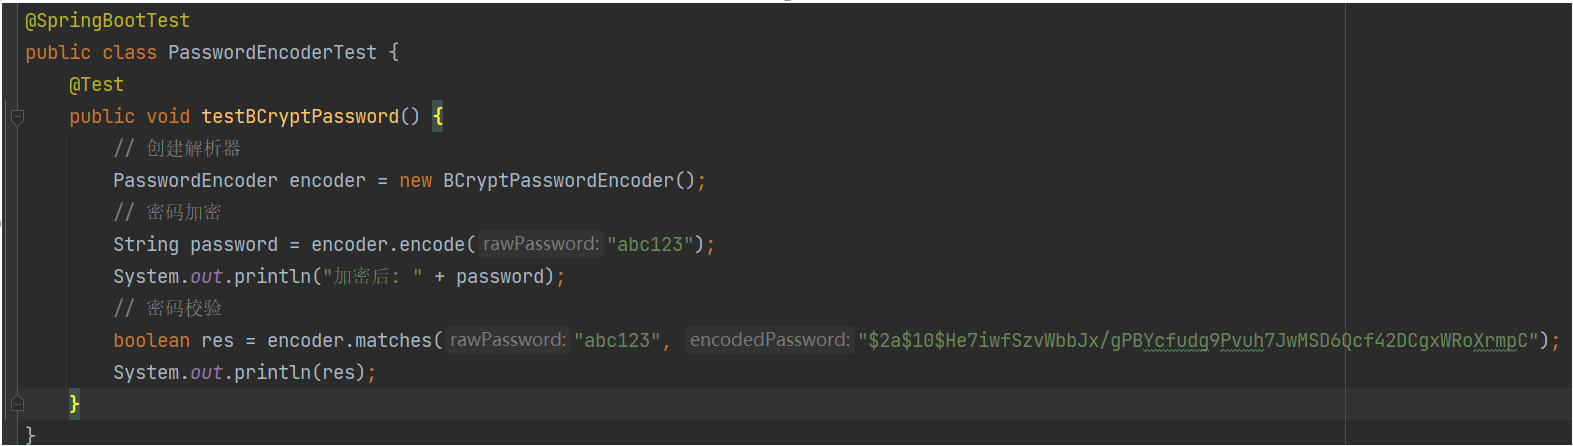 @SpringBootTest
public class PasswordEncoderTest {
@Test
public void testBCryptPassword() {
// 创建解析器
PasswordEncoder encoder = new BCryptPasswordEncoder();
// 密码加密
String password = encoder.encode( rawPassword: "abc123");
System.out.println("加密后: " + password);
// 密码校验
boolean res = encoder.matches( rawPassword: "abc123", encodedPassword: "$2a$10$He7iwfSzvWbbJx/gPBYcfudg9Pvuh7JwMSD6Qcf42DCgxWRoXrmpC");
System.out.println(res);
}
}